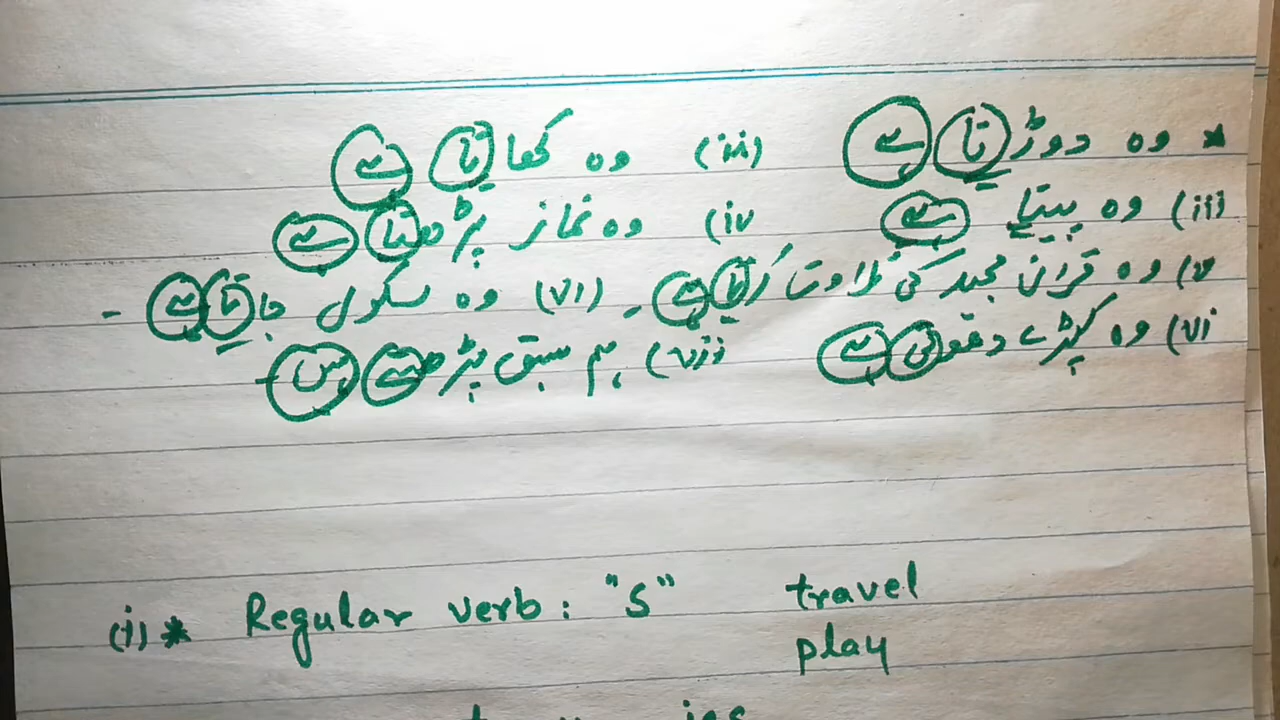 * وہ دوڑتا ہے (iii) وہ کھاتا ہے
(iii وہ پیتا ہے (iv وہ نماز پڑھتا ہے
(v وہ قران مجید کی تلاوت کرتا ہے ۔ (vi) وہ سکول جاتا ہے ۔
(vi وہ کپڑے دھوتی ہے (vii) ہم سبق پڑھتے ہیں ۔
(i) * Regular verb : "S" travel
play